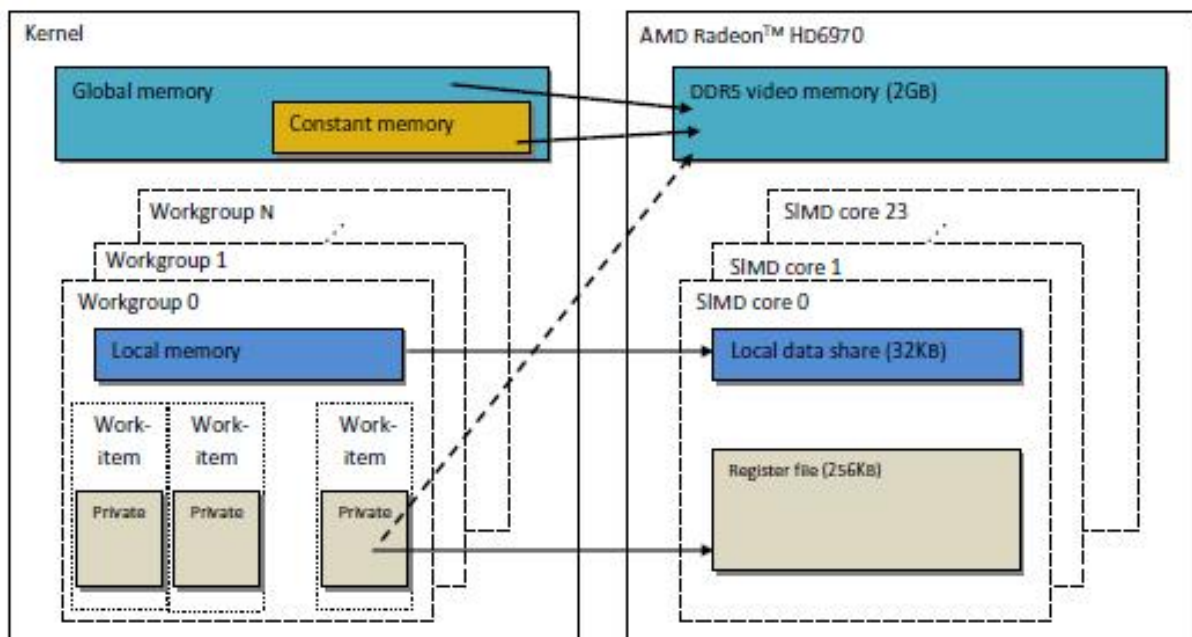 Kernel
Global memory
Constant memory
Workgroup N
Workgroup 1
Workgroup 0
Local memory
Work-
item
Work-
item
Work-
item
Private
Private
Private
AMD Radeon™ HD6970
DDR5 video memory (2GB)
SIMD core 23
SIMD core 1
SIMD core 0
Local data share (32KB)
Register file (256KB)